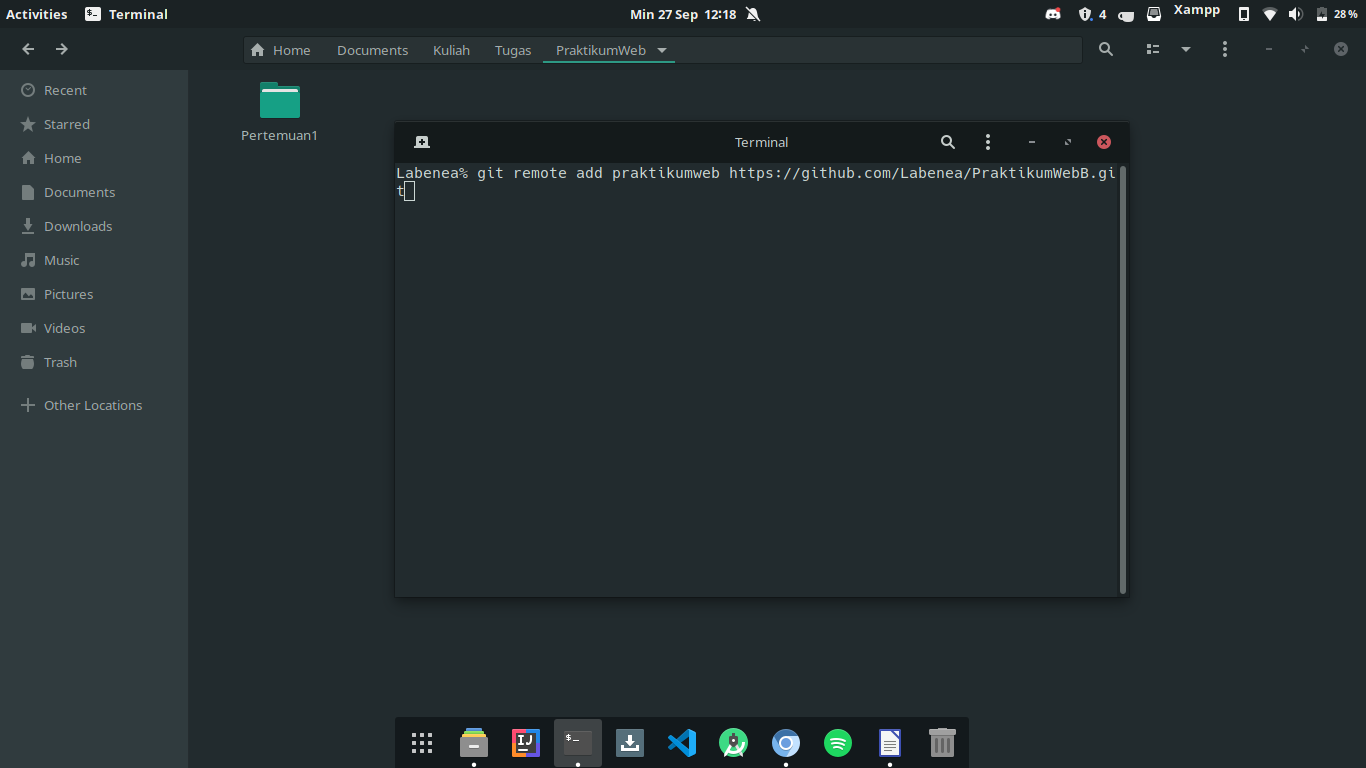 Activities Terminal Min 27 Sep 12:18 4 Xampp 28 %
Home Documents Kuliah Tugas PraktikumWeb
Recent
Starred
Home
Documents
Downloads
Music
Pictures
Videos
Trash
Other Locations
Pertemuan1
Terminal
Labenea% git remote add praktikumweb https://github.com/Labenea/PraktikumWebB.gi
t
IJ
$_